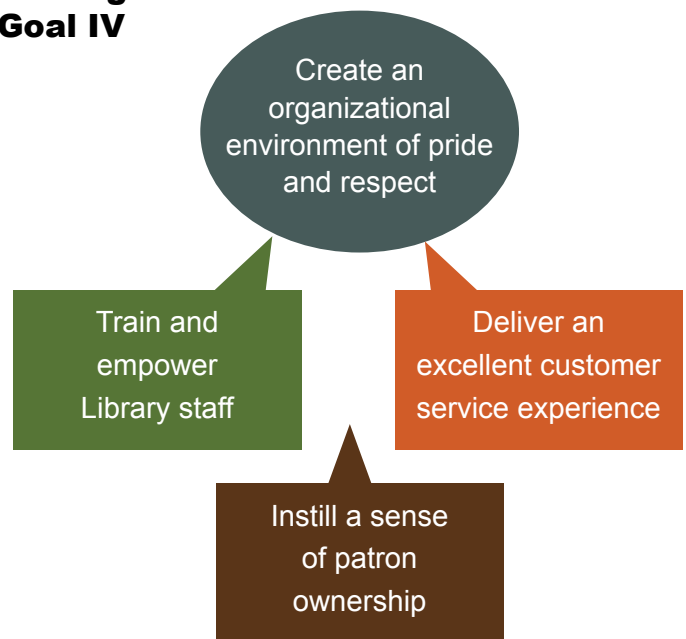 Goal IV
Create an
organizational
environment of pride
and respect
Train and
empower
Library staff
Deliver an
excellent customer
service experience
Instill a sense
of patron
ownership